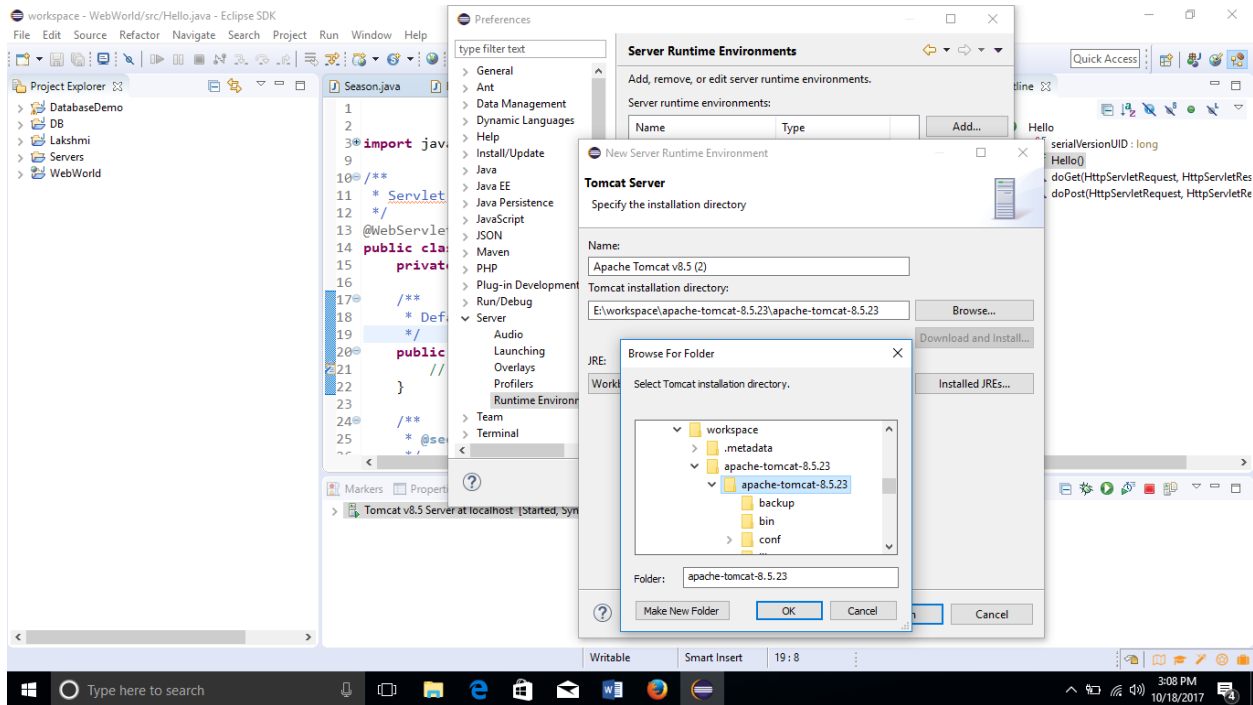 workspace - WebWorld/src/Hello.java - Eclipse SDK
File Edit Source Refactor Navigate Search Project Run Window Help
Quick Access
Project Explorer
DatabaseDemo
DB
Lakshmi
Servers
WebWorld
Season.java
1
2
3 import java
9
10 /**
11 * Servlet
12 */
13 @WebServle
14 public clas
15 private
16
17 /**
18 * Defa
19 */
20 public
21 //
22 }
23
24 /**
25 * @see
Markers Properti
Tomcat v8.5 Server at localhost [Started, Syn
Preferences
type filter text
General
Ant
Data Management
Dynamic Languages
Help
Install/Update
Java
Java EE
Java Persistence
JavaScript
JSON
Maven
PHP
Plug-in Development
Run/Debug
Server
Audio
Launching
Overlays
Profilers
Runtime Environm
Team
Terminal
Server Runtime Environments
Add, remove, or edit server runtime environments.
Server runtime environments:
Name Type
Add...
New Server Runtime Environment
Tomcat Server
Specify the installation directory
Name:
Apache Tomcat v8.5 (2)
Tomcat installation directory:
E:\workspace\apache-tomcat-8.5.23\apache-tomcat-8.5.23
Browse...
Download and Install...
JRE:
Workb
Installed JREs...
Cancel
Browse For Folder
Select Tomcat installation directory.
workspace
.metadata
apache-tomcat-8.5.23
apache-tomcat-8.5.23
backup
bin
conf
Folder: apache-tomcat-8.5.23
Make New Folder OK Cancel
tline
Hello
serialVersionUID : long
Hello()
doGet(HttpServletRequest, HttpServletRes
doPost(HttpServletRequest, HttpServletRe
Writable Smart Insert 19 : 8
Type here to search
3:08 PM
10/18/2017
4